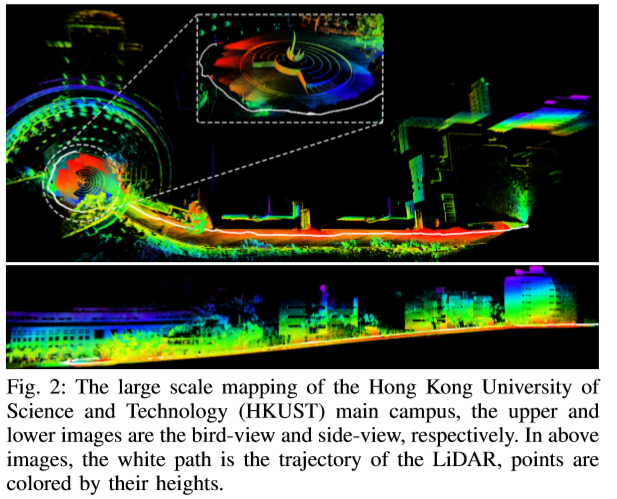 Fig. 2: The large scale mapping of the Hong Kong University of
Science and Technology (HKUST) main campus, the upper and
lower images are the bird-view and side-view, respectively. In above
images, the white path is the trajectory of the LiDAR, points are
colored by their heights.